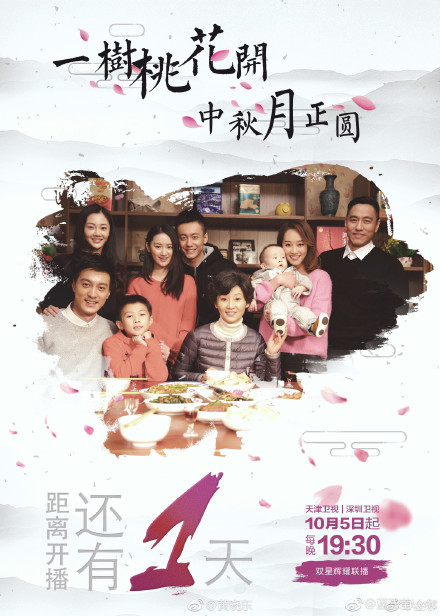 一樹桃花開
中秋月正圓
距离开播
还有1天
天津卫视|深圳卫视
10月5日起
每晚19:30
双星辉耀联播